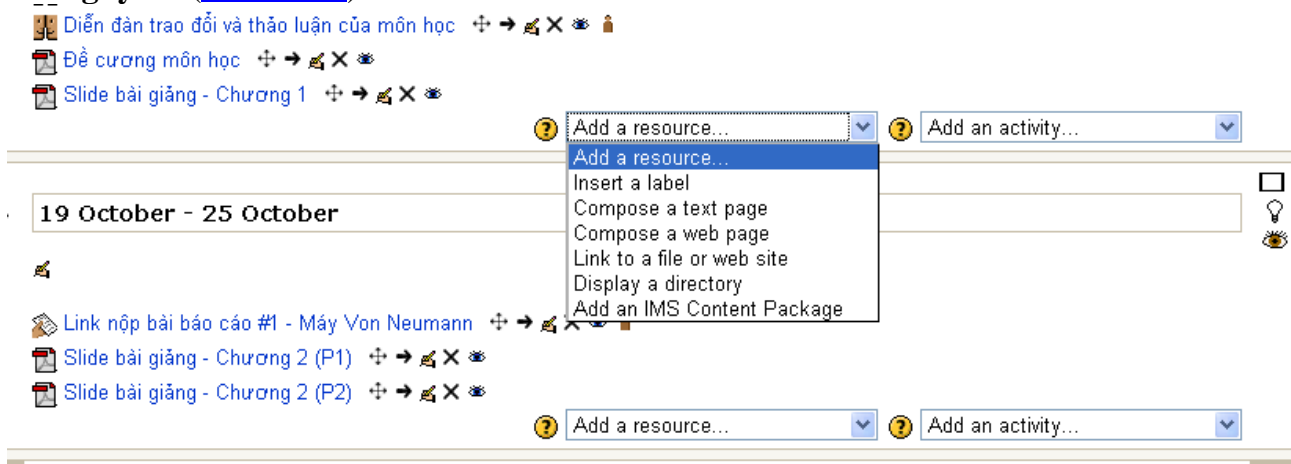 Diễn đàn trao đổi và thảo luận của môn học
Đề cương môn học
Slide bài giảng - Chương 1
Add a resource... Add an activity...
Add a resource...
Insert a label
Compose a text page
Compose a web page
Link to a file or web site
Display a directory
Add an IMS Content Package
19 October - 25 October
Link nộp bài báo cáo #1 - Máy Von Neumann
Slide bài giảng - Chương 2 (P1)
Slide bài giảng - Chương 2 (P2)
Add a resource... Add an activity...